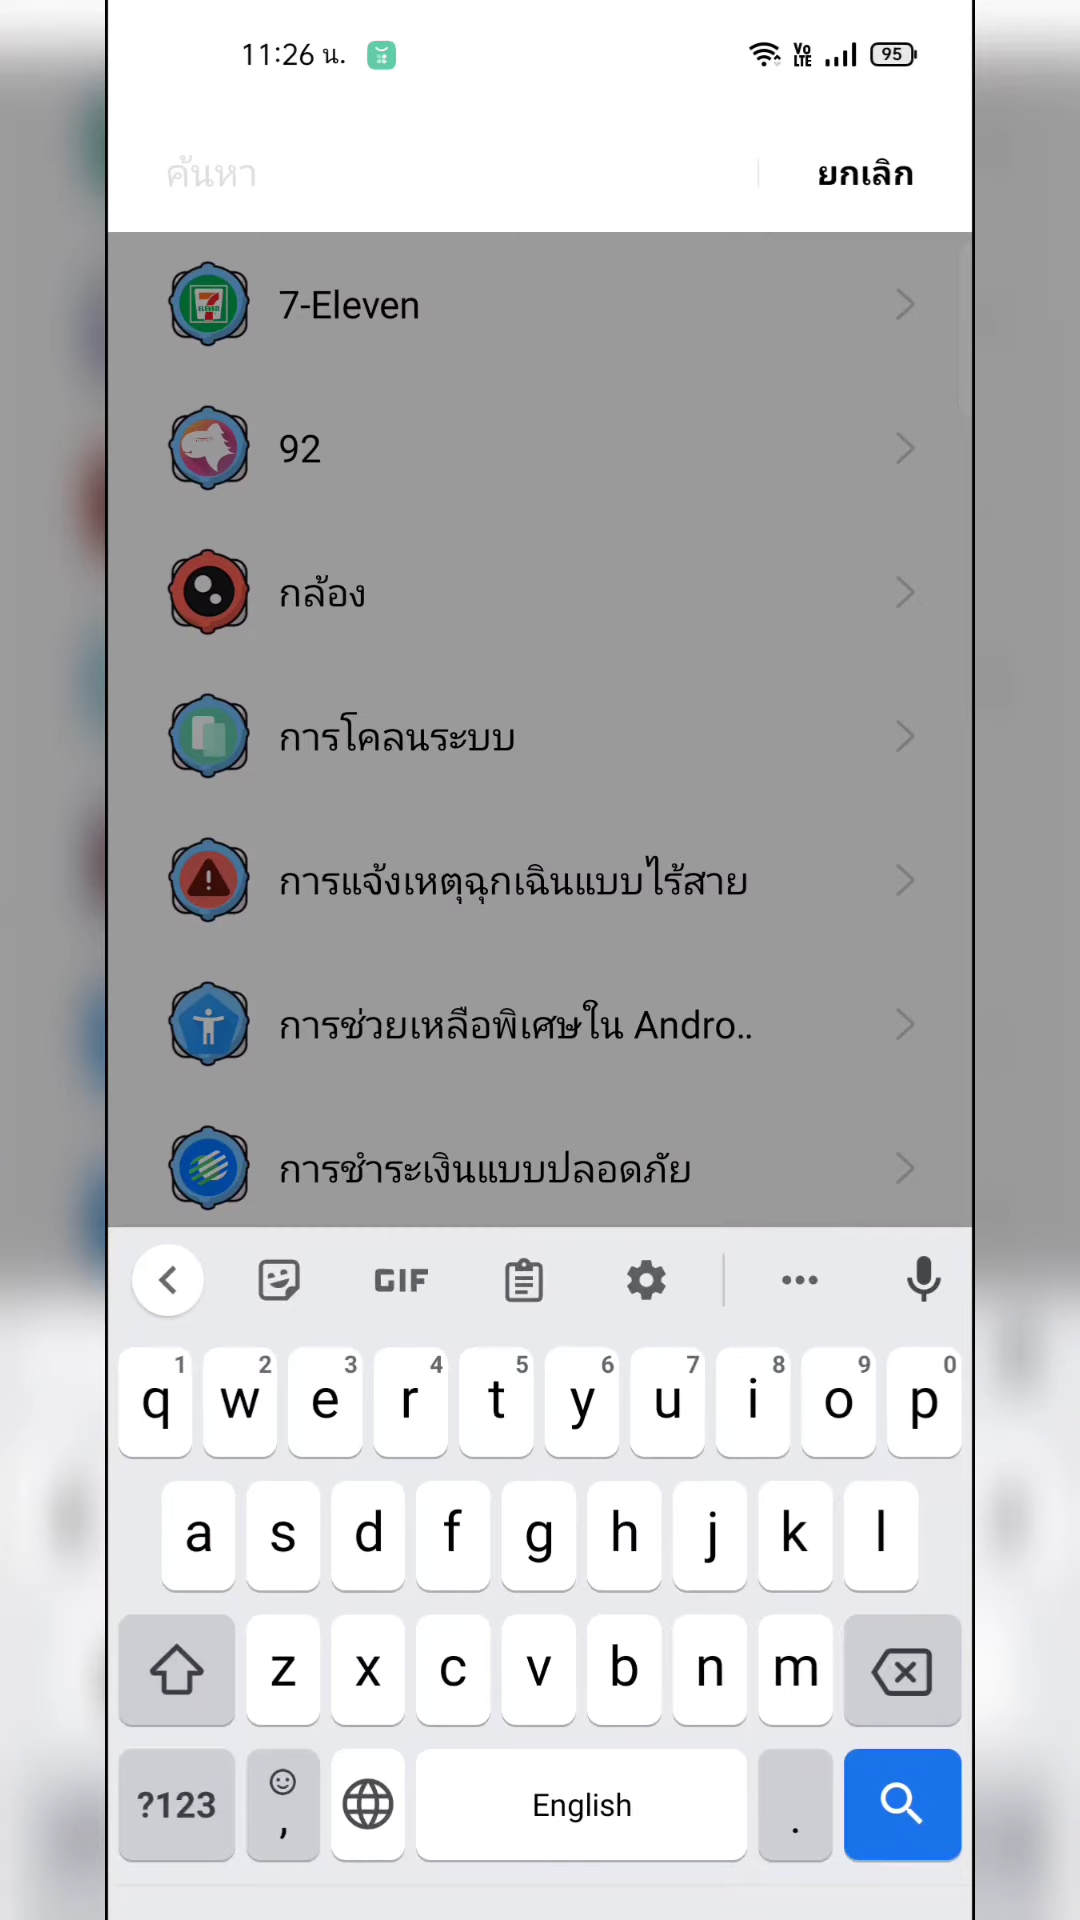 11:26 น.
Vo LTE
95
ค้นหา
ยกเลิก
7-Eleven
92
กล้อง
การโคลนระบบ
การแจ้งเหตุฉุกเฉินแบบไร้สาย
การช่วยเหลือพิเศษใน Andro..
การชำระเงินแบบปลอดภัย
GIF
1 2 3 4 5 6 7 8 9 0
q w e r t y u i o p
a s d f g h j k l
z x c v b n m
?123 , English .